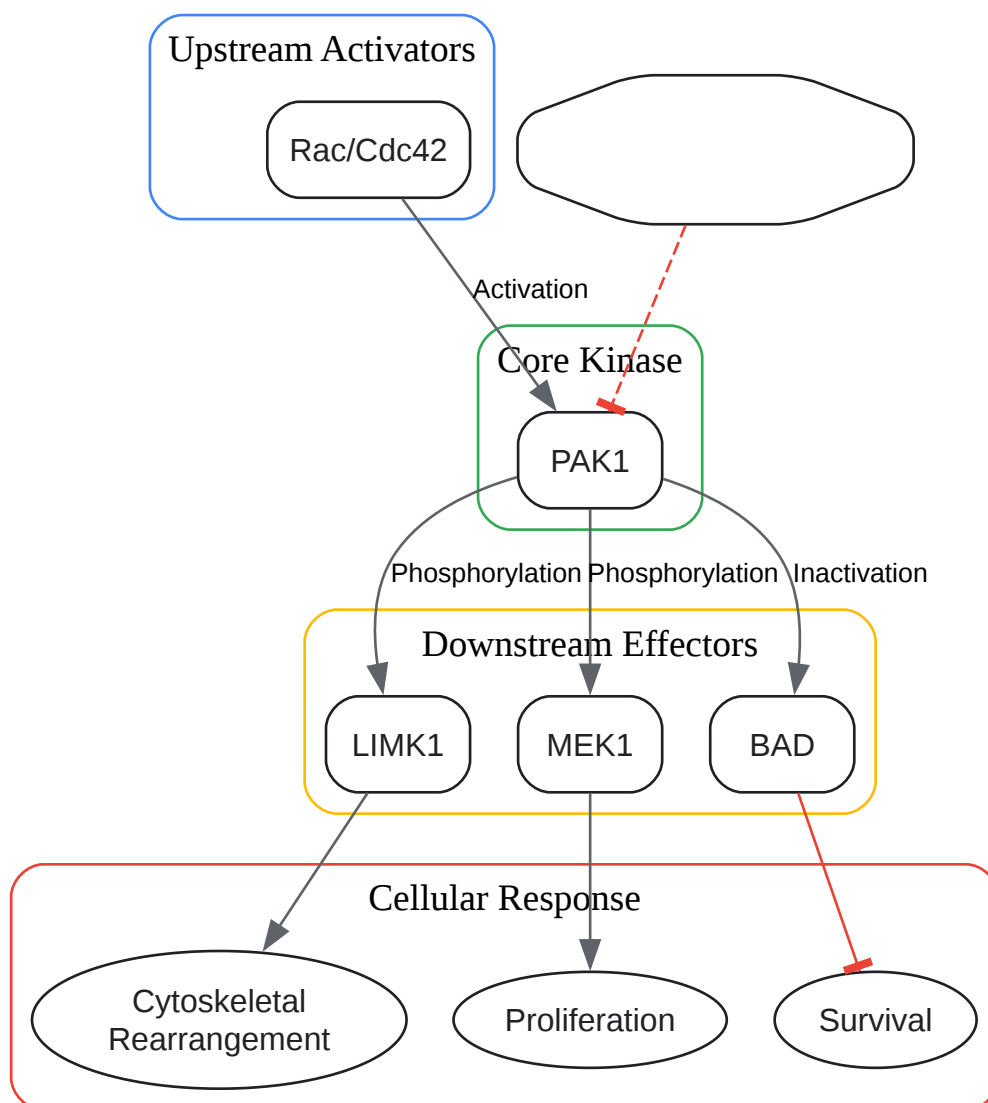 Upstream Activators
Rac/Cdc42
Activation
Core Kinase
PAK1
Phosphorylation
Phosphorylation
Inactivation
Downstream Effectors
LIMK1
MEK1
BAD
Cellular Response
Cytoskeletal
Rearrangement
Proliferation
Survival